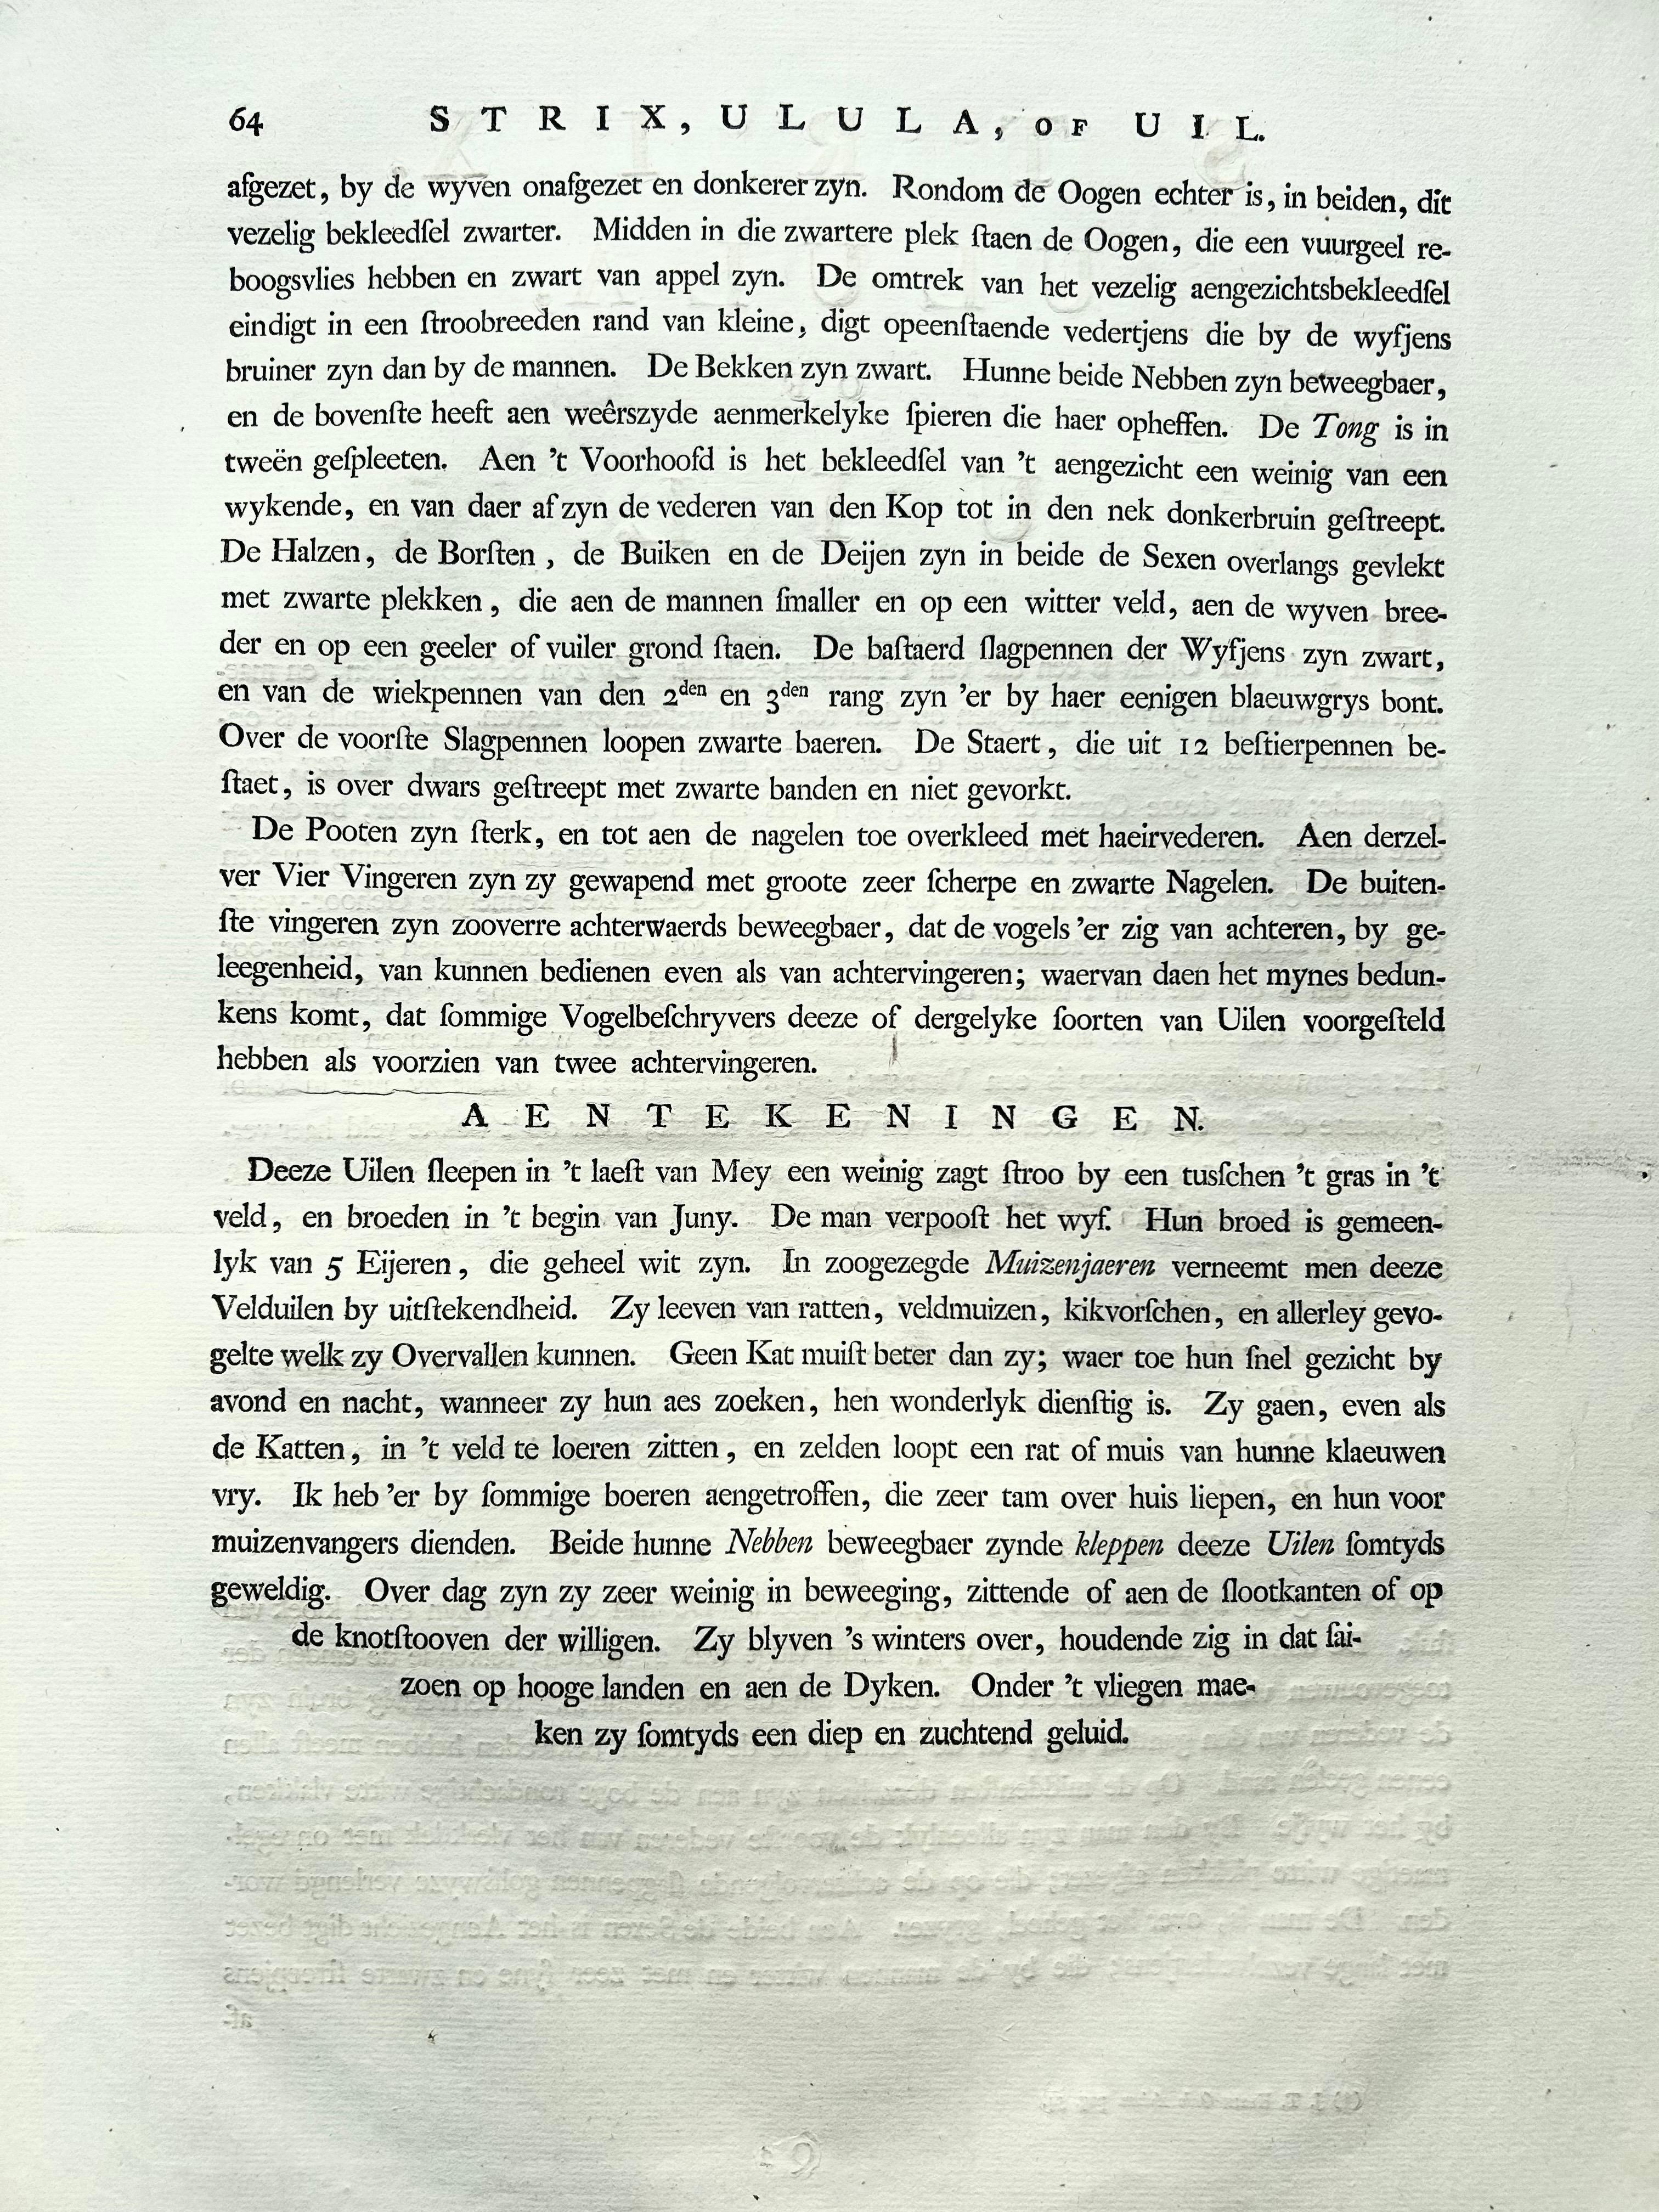 64 STRIX, ULULA, OF UIL.
afgezet, by de wyven onafgezet en donkerer zyn. Rondom de Oogen echter is, in beiden, dit
vezelig bekleedſel zwarter. Midden in die zwartere plek ſtaen de Oogen, die een vuurgeel re-
boogsvlies hebben en zwart van appel zyn. De omtrek van het vezelig aengezichtsbekleedſel
eindigt in een ſtroobreeden rand van kleine, digt opeenſtaende vedertjens die by de wyfjens
bruiner zyn dan by de mannen. De Bekken zyn zwart. Hunne beide Nebben zyn beweegbaer,
en de bovenſte heeft aen weêrszyde aenmerkelyke ſpieren die haer opheffen. De Tong is in
tweën geſpleeten. Aen 't Voorhoofd is het bekleedſel van 't aengezicht een weinig van een
wykende, en van daer af zyn de vederen van den Kop tot in den nek donkerbruin geſtreept.
De Halzen, de Borſten, de Buiken en de Deijen zyn in beide de Sexen overlangs gevlekt
met zwarte plekken, die aen de mannen ſmaller en op een witter veld, aen de wyven bree-
der en op een geeler of vuiler grond ſtaen. De baſtaerd ſlagpennen der Wyfjens zyn zwart,
en van de wiekpennen van den 2den en 3den rang zyn 'er by haer eenigen blaeuwgrys bont.
Over de voorſte Slagpennen loopen zwarte baeren. De Staert, die uit 12 beſtierpennen be-
ſtaet, is over dwars geſtreept met zwarte banden en niet gevorkt.
De Pooten zyn ſterk, en tot aen de nagelen toe overkleed met haeirvederen. Aen derzel-
ver Vier Vingeren zyn zy gewapend met groote zeer ſcherpe en zwarte Nagelen. De buiten-
ſte vingeren zyn zooverre achterwaerds beweegbaer, dat de vogels 'er zig van achteren, by ge-
leegenheid, van kunnen bedienen even als van achtervingeren; waervan daen het mynes bedun-
kens komt, dat ſommige Vogelbeſchryvers deeze of dergelyke ſoorten van Uilen voorgeſteld
hebben als voorzien van twee achtervingeren.
AENTEKENINGEN.
Deeze Uilen ſleepen in 't laeſt van Mey een weinig zagt ſtroo by een tusſchen 't gras in 't
veld, en broeden in 't begin van Juny. De man verpooſt het wyf. Hun broed is gemeen-
lyk van 5 Eijeren, die geheel wit zyn. In zoogezegde Muizenjaeren verneemt men deeze
Velduilen by uitſtekendheid. Zy leeven van ratten, veldmuizen, kikvorſchen, en allerley gevo-
gelte welk zy Overvallen kunnen. Geen Kat muiſt beter dan zy; waer toe hun ſnel gezicht by
avond en nacht, wanneer zy hun aes zoeken, hen wonderlyk dienſtig is. Zy gaen, even als
de Katten, in 't veld te loeren zitten, en zelden loopt een rat of muis van hunne klaeuwen
vry. Ik heb 'er by ſommige boeren aengetroffen, die zeer tam over huis liepen, en hun voor
muizenvangers dienden. Beide hunne Nebben beweegbaer zynde kleppen deeze Uilen ſomtyds
geweldig. Over dag zyn zy zeer weinig in beweeging, zittende of aen de ſlootkanten of op
de knotſtooven der willigen. Zy blyven 's winters over, houdende zig in dat ſai-
zoen op hooge landen en aen de Dyken. Onder 't vliegen mae-
ken zy ſomtyds een diep en zuchtend geluid.